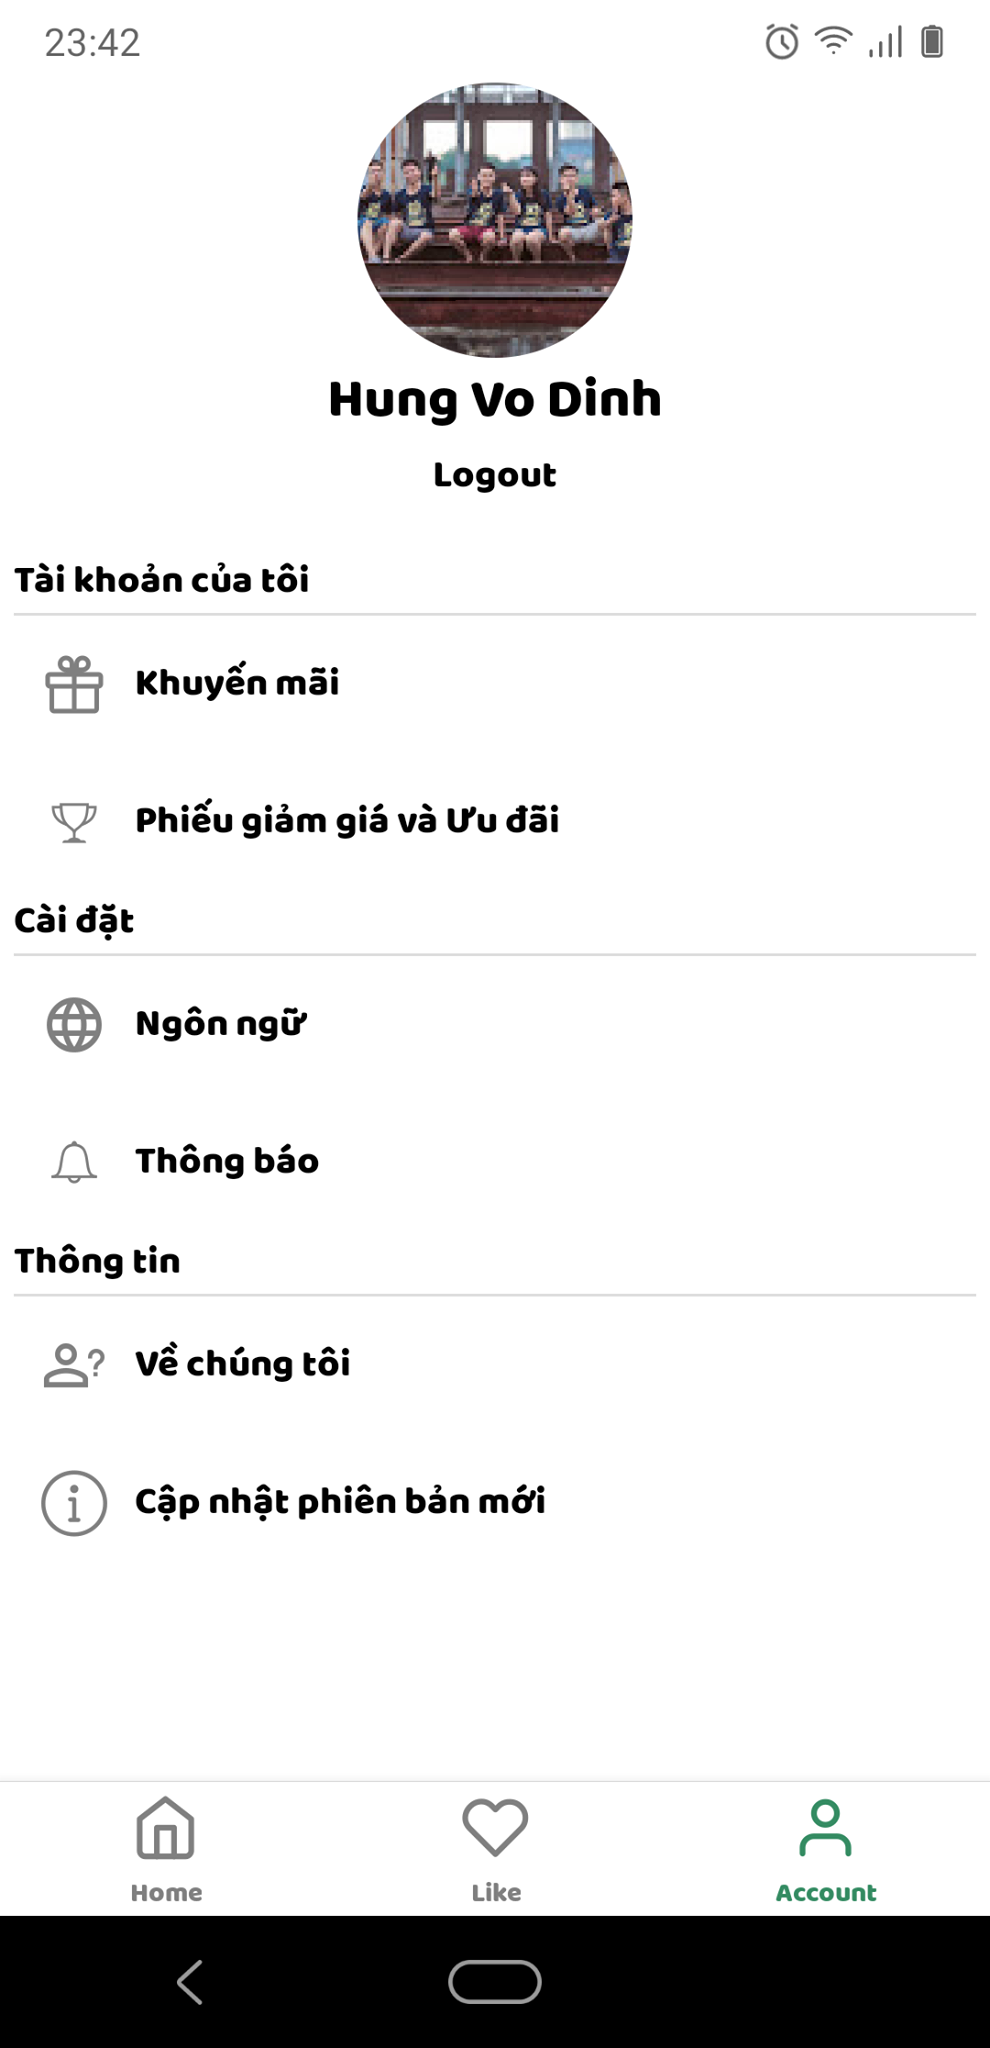 23:42
Hung Vo Dinh
Logout
Tài khoản của tôi
Khuyến mãi
Phiếu giảm giá và Ưu đãi
Cài đặt
Ngôn ngữ
Thông báo
Thông tin
Về chúng tôi
Cập nhật phiên bản mới
Home
Like
Account